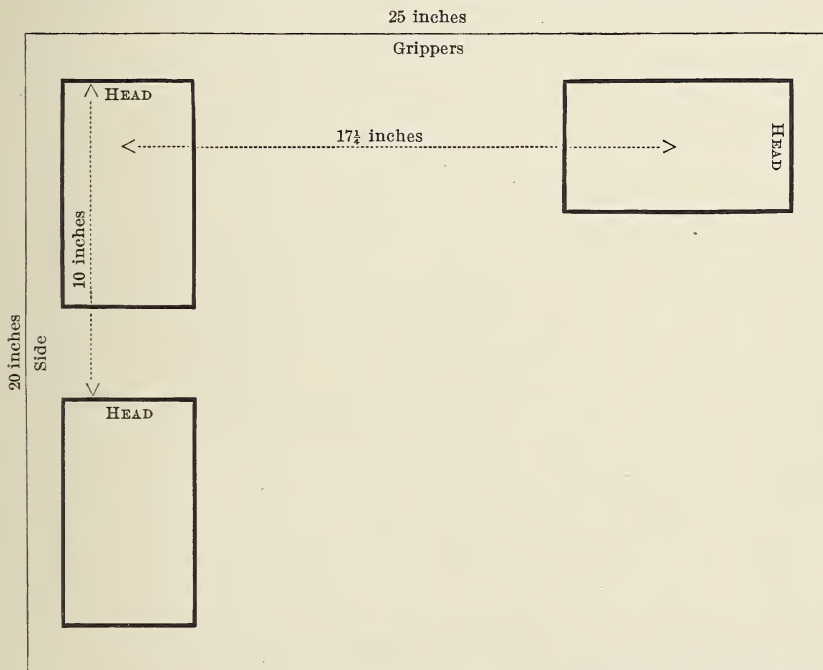 25 inches
Grippers
HEAD
17¼ inches
HEAD
10 inches
20 inches
Side
HEAD